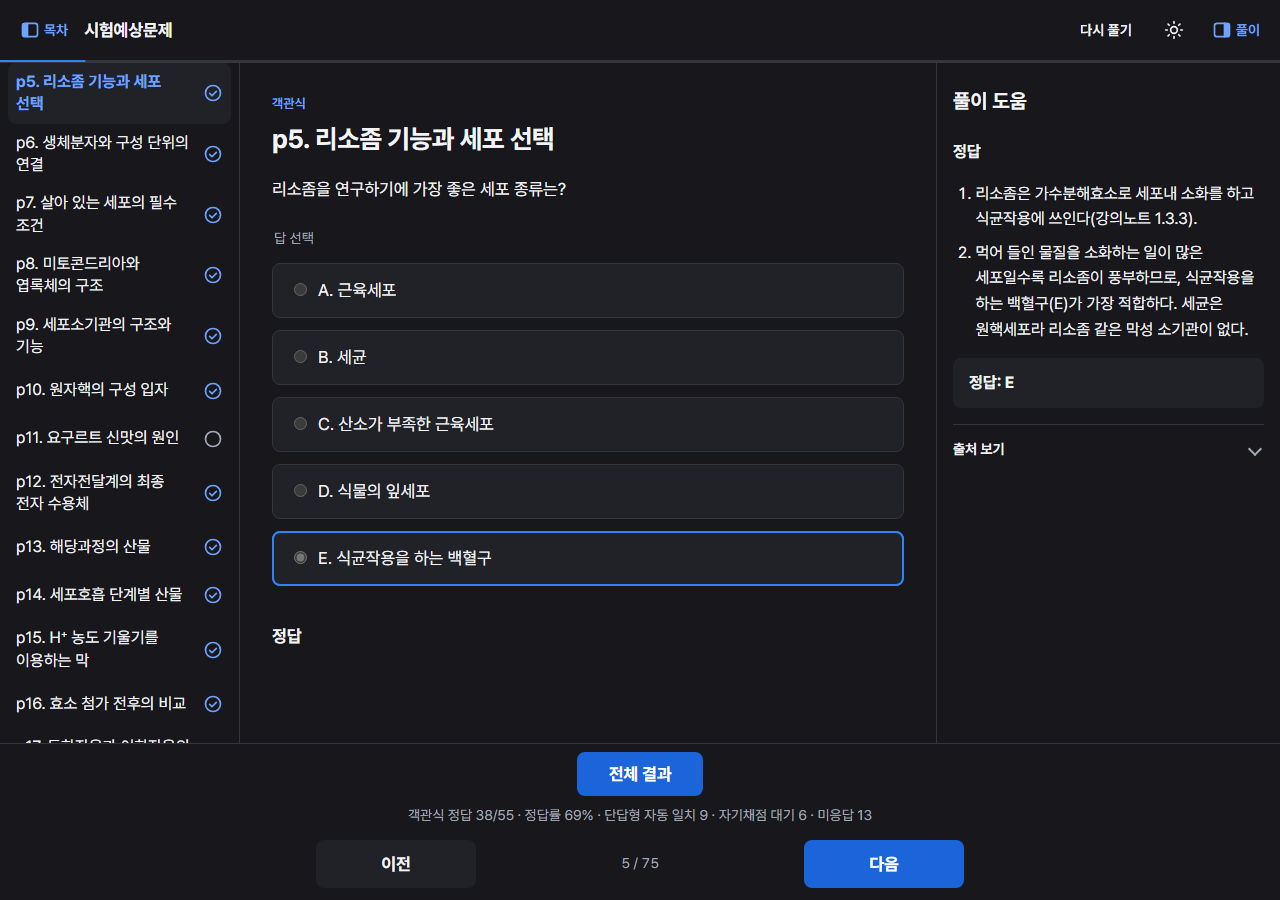 목차
시험예상문제
다시 풀기
풀이
p5. 리소좀 기능과 세포
선택
p6. 생체분자와 구성 단위의
연결
p7. 살아 있는 세포의 필수
조건
p8. 미토콘드리아와
엽록체의 구조
p9. 세포소기관의 구조와
기능
p10. 원자핵의 구성 입자
p11. 요구르트 신맛의 원인
p12. 전자전달계의 최종
전자 수용체
p13. 해당과정의 산물
p14. 세포호흡 단계별 산물
p15. H⁺ 농도 기울기를
이용하는 막
p16. 효소 첨가 전후의 비교
객관식
p5. 리소좀 기능과 세포 선택
리소좀을 연구하기에 가장 좋은 세포 종류는?
답 선택
A. 근육세포
B. 세균
C. 산소가 부족한 근육세포
D. 식물의 잎세포
E. 식균작용을 하는 백혈구
정답
풀이 도움
정답
1. 리소좀은 가수분해효소로 세포내 소화를 하고
식균작용에 쓰인다(강의노트 1.3.3).
2. 먹어 들인 물질을 소화하는 일이 많은
세포일수록 리소좀이 풍부하므로, 식균작용을
하는 백혈구(E)가 가장 적합하다. 세균은
원핵세포라 리소좀 같은 막성 소기관이 없다.
정답: E
출처 보기
전체 결과
객관식 정답 38/55 · 정답률 69% · 단답형 자동 일치 9 · 자기채점 대기 6 · 미응답 13
이전
5 / 75
다음